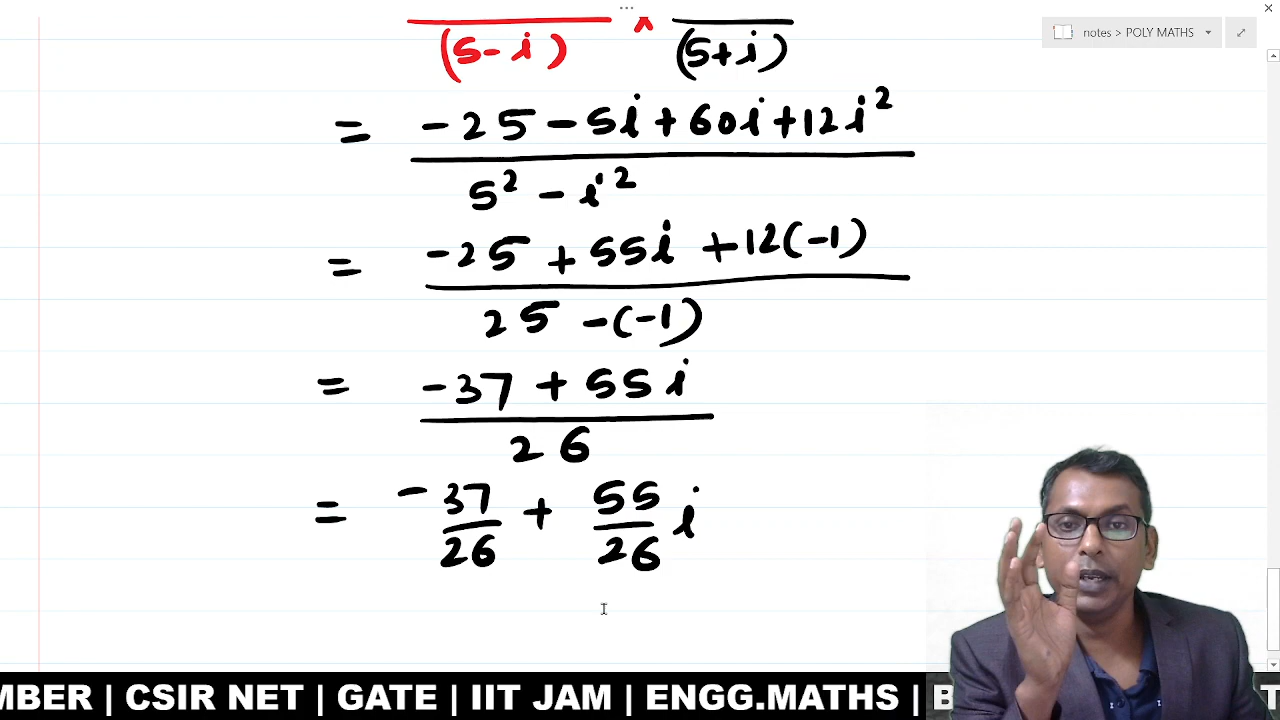 notes > POLY MATHS
(5-i) × (5+i)
= -25 - 5i + 60i + 12i²
5² - i²
= -25 + 55i + 12(-1)
25 - (-1)
= -37 + 55i
26
= -37/26 + 55/26 i
MBER | CSIR NET | GATE | IIT JAM | ENGG.MATHS | B